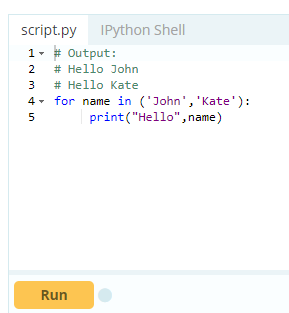 script.py IPython Shell
1 # Output:
2 # Hello John
3 # Hello Kate
4 for name in ('John','Kate'):
5     print("Hello",name)
Run